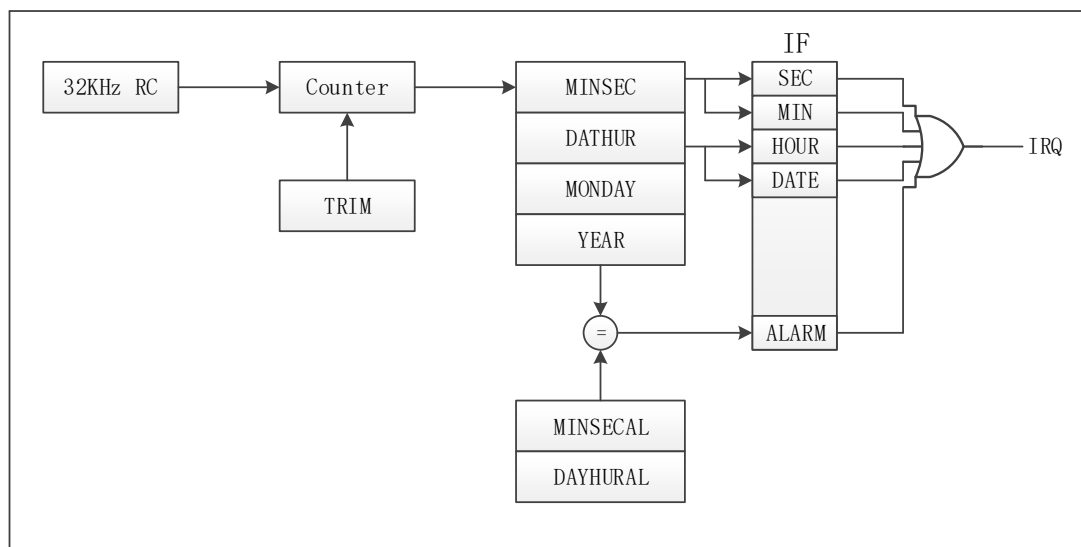 IF
32KHz RC
Counter
MINSEC
SEC
MIN
DATHUR
HOUR
IRQ
DATE
MONDAY
TRIM
YEAR
=
ALARM
MINSECAL
DAYHURAL